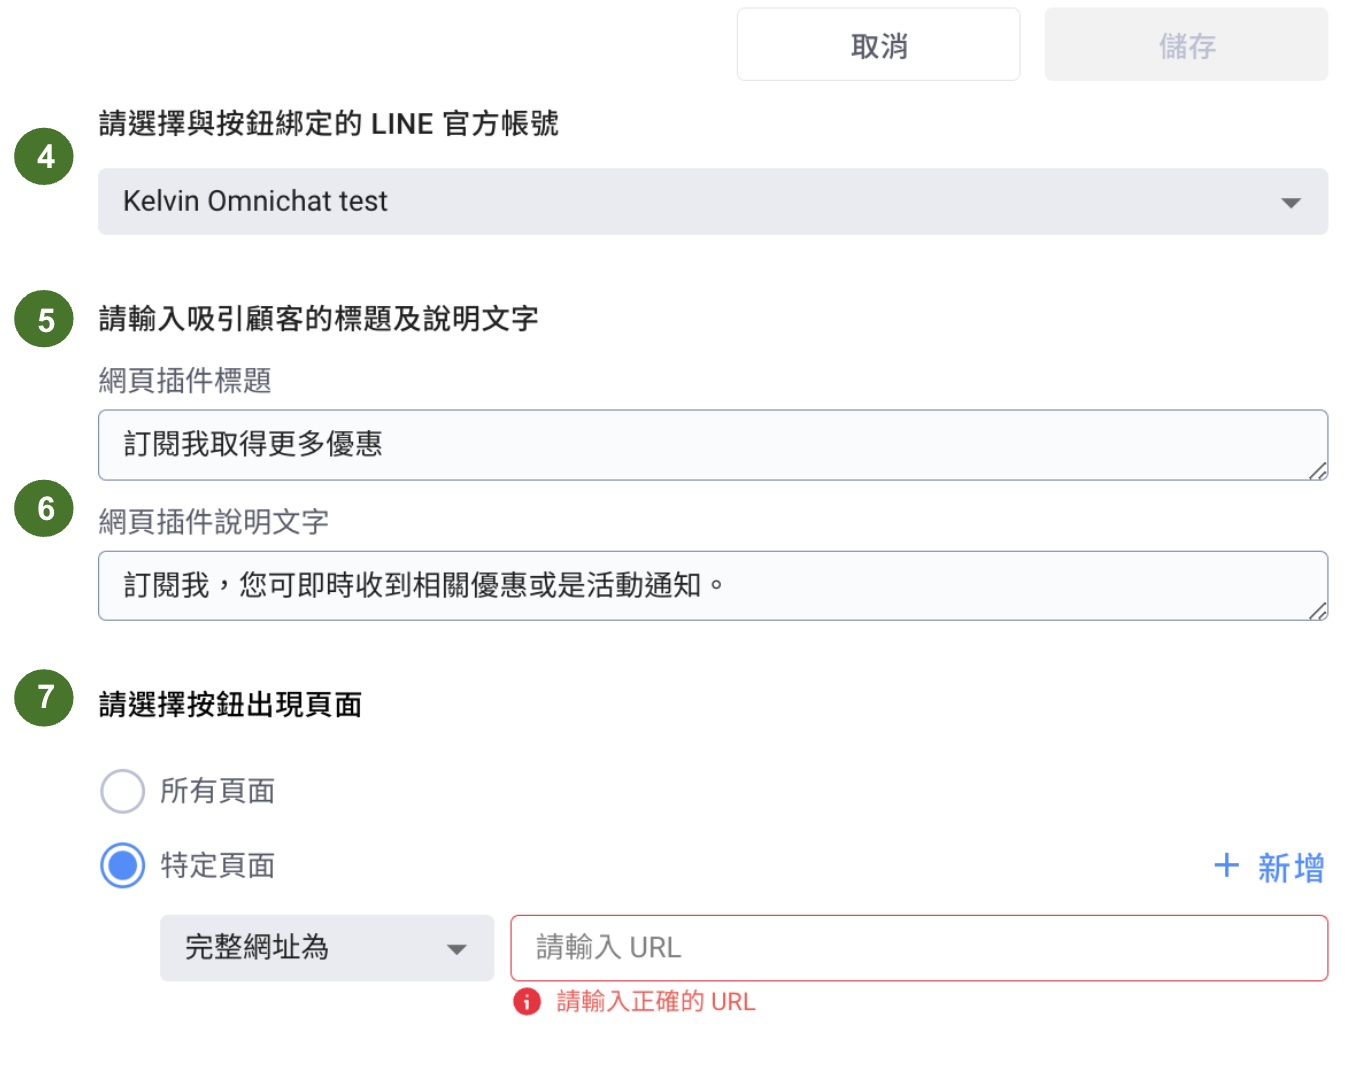 取消
儲存
4
請選擇與按鈕綁定的 LINE 官方帳號
Kelvin Omnichat test
5
請輸入吸引顧客的標題及說明文字
網頁插件標題
訂閱我取得更多優惠
6
網頁插件說明文字
訂閱我，您可即時收到相關優惠或是活動通知。
7
請選擇按鈕出現頁面
所有頁面
特定頁面
+ 新增
完整網址為
請輸入 URL
請輸入正確的 URL